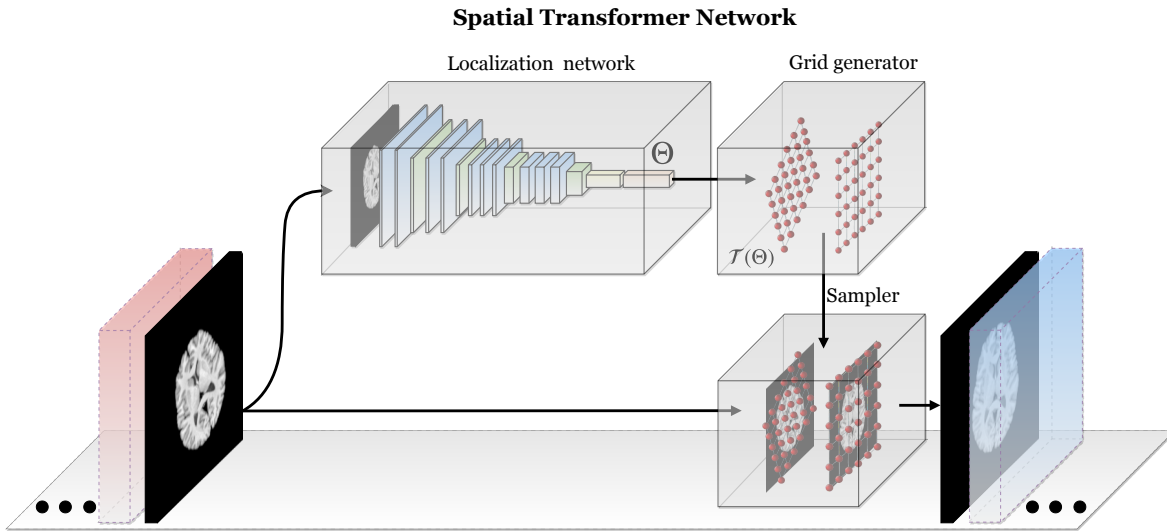 Spatial Transformer Network
Localization network
Grid generator
Θ
𝒯(Θ)
Sampler